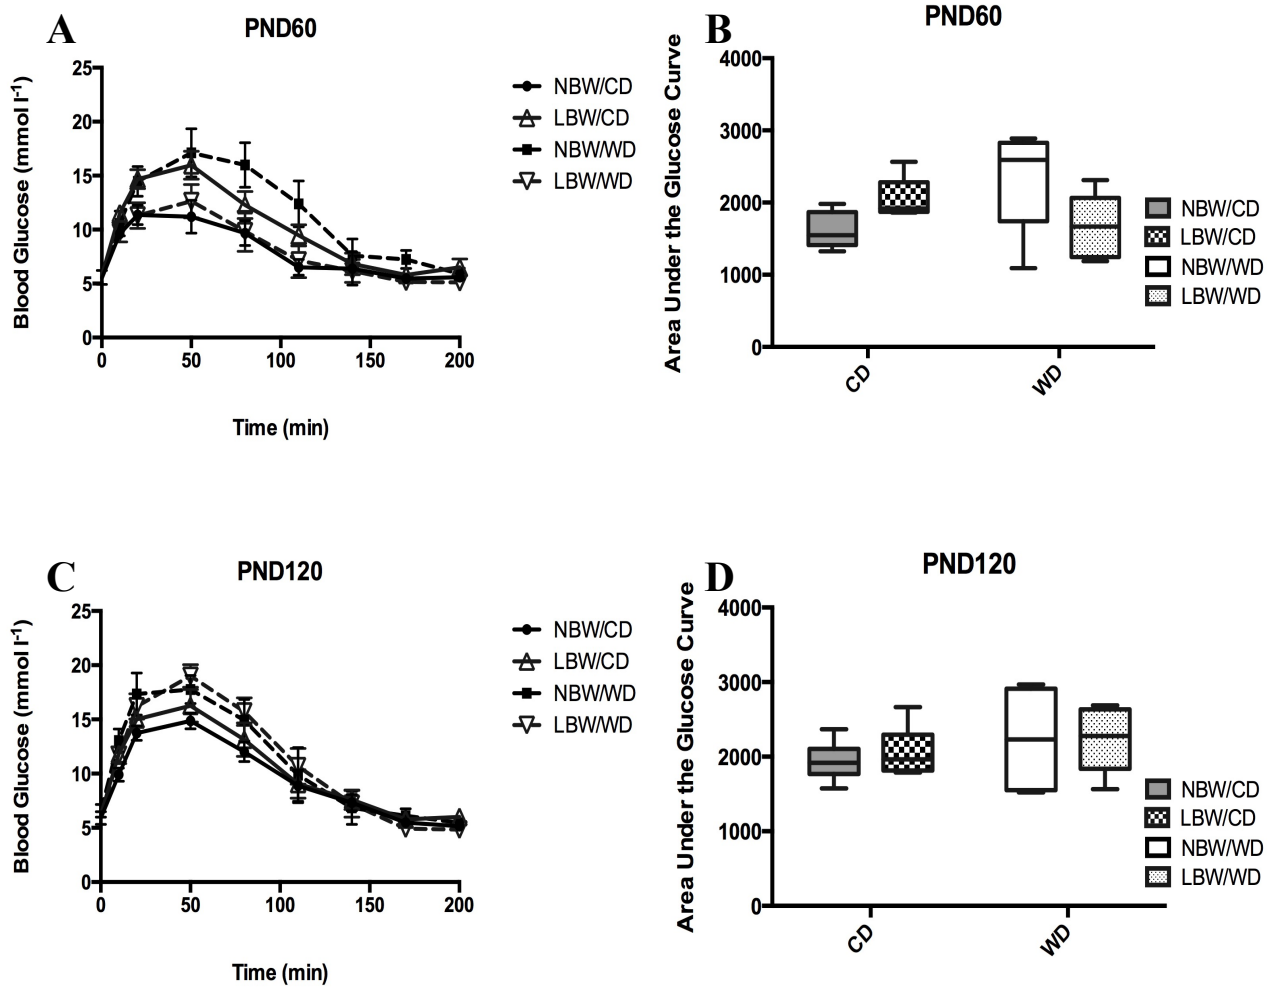 A
PND60
Blood Glucose (mmol l-1)
25
20
15
10
5
0
0 50 100 150 200
Time (min)
NBW/CD
LBW/CD
NBW/WD
LBW/WD
B
PND60
Area Under the Glucose Curve
4000
3000
2000
1000
0
CD WD
NBW/CD
LBW/CD
NBW/WD
LBW/WD
C
PND120
Blood Glucose (mmol l-1)
25
20
15
10
5
0
0 50 100 150 200
Time (min)
NBW/CD
LBW/CD
NBW/WD
LBW/WD
D
PND120
Area Under the Glucose Curve
4000
3000
2000
1000
0
CD WD
NBW/CD
LBW/CD
NBW/WD
LBW/WD